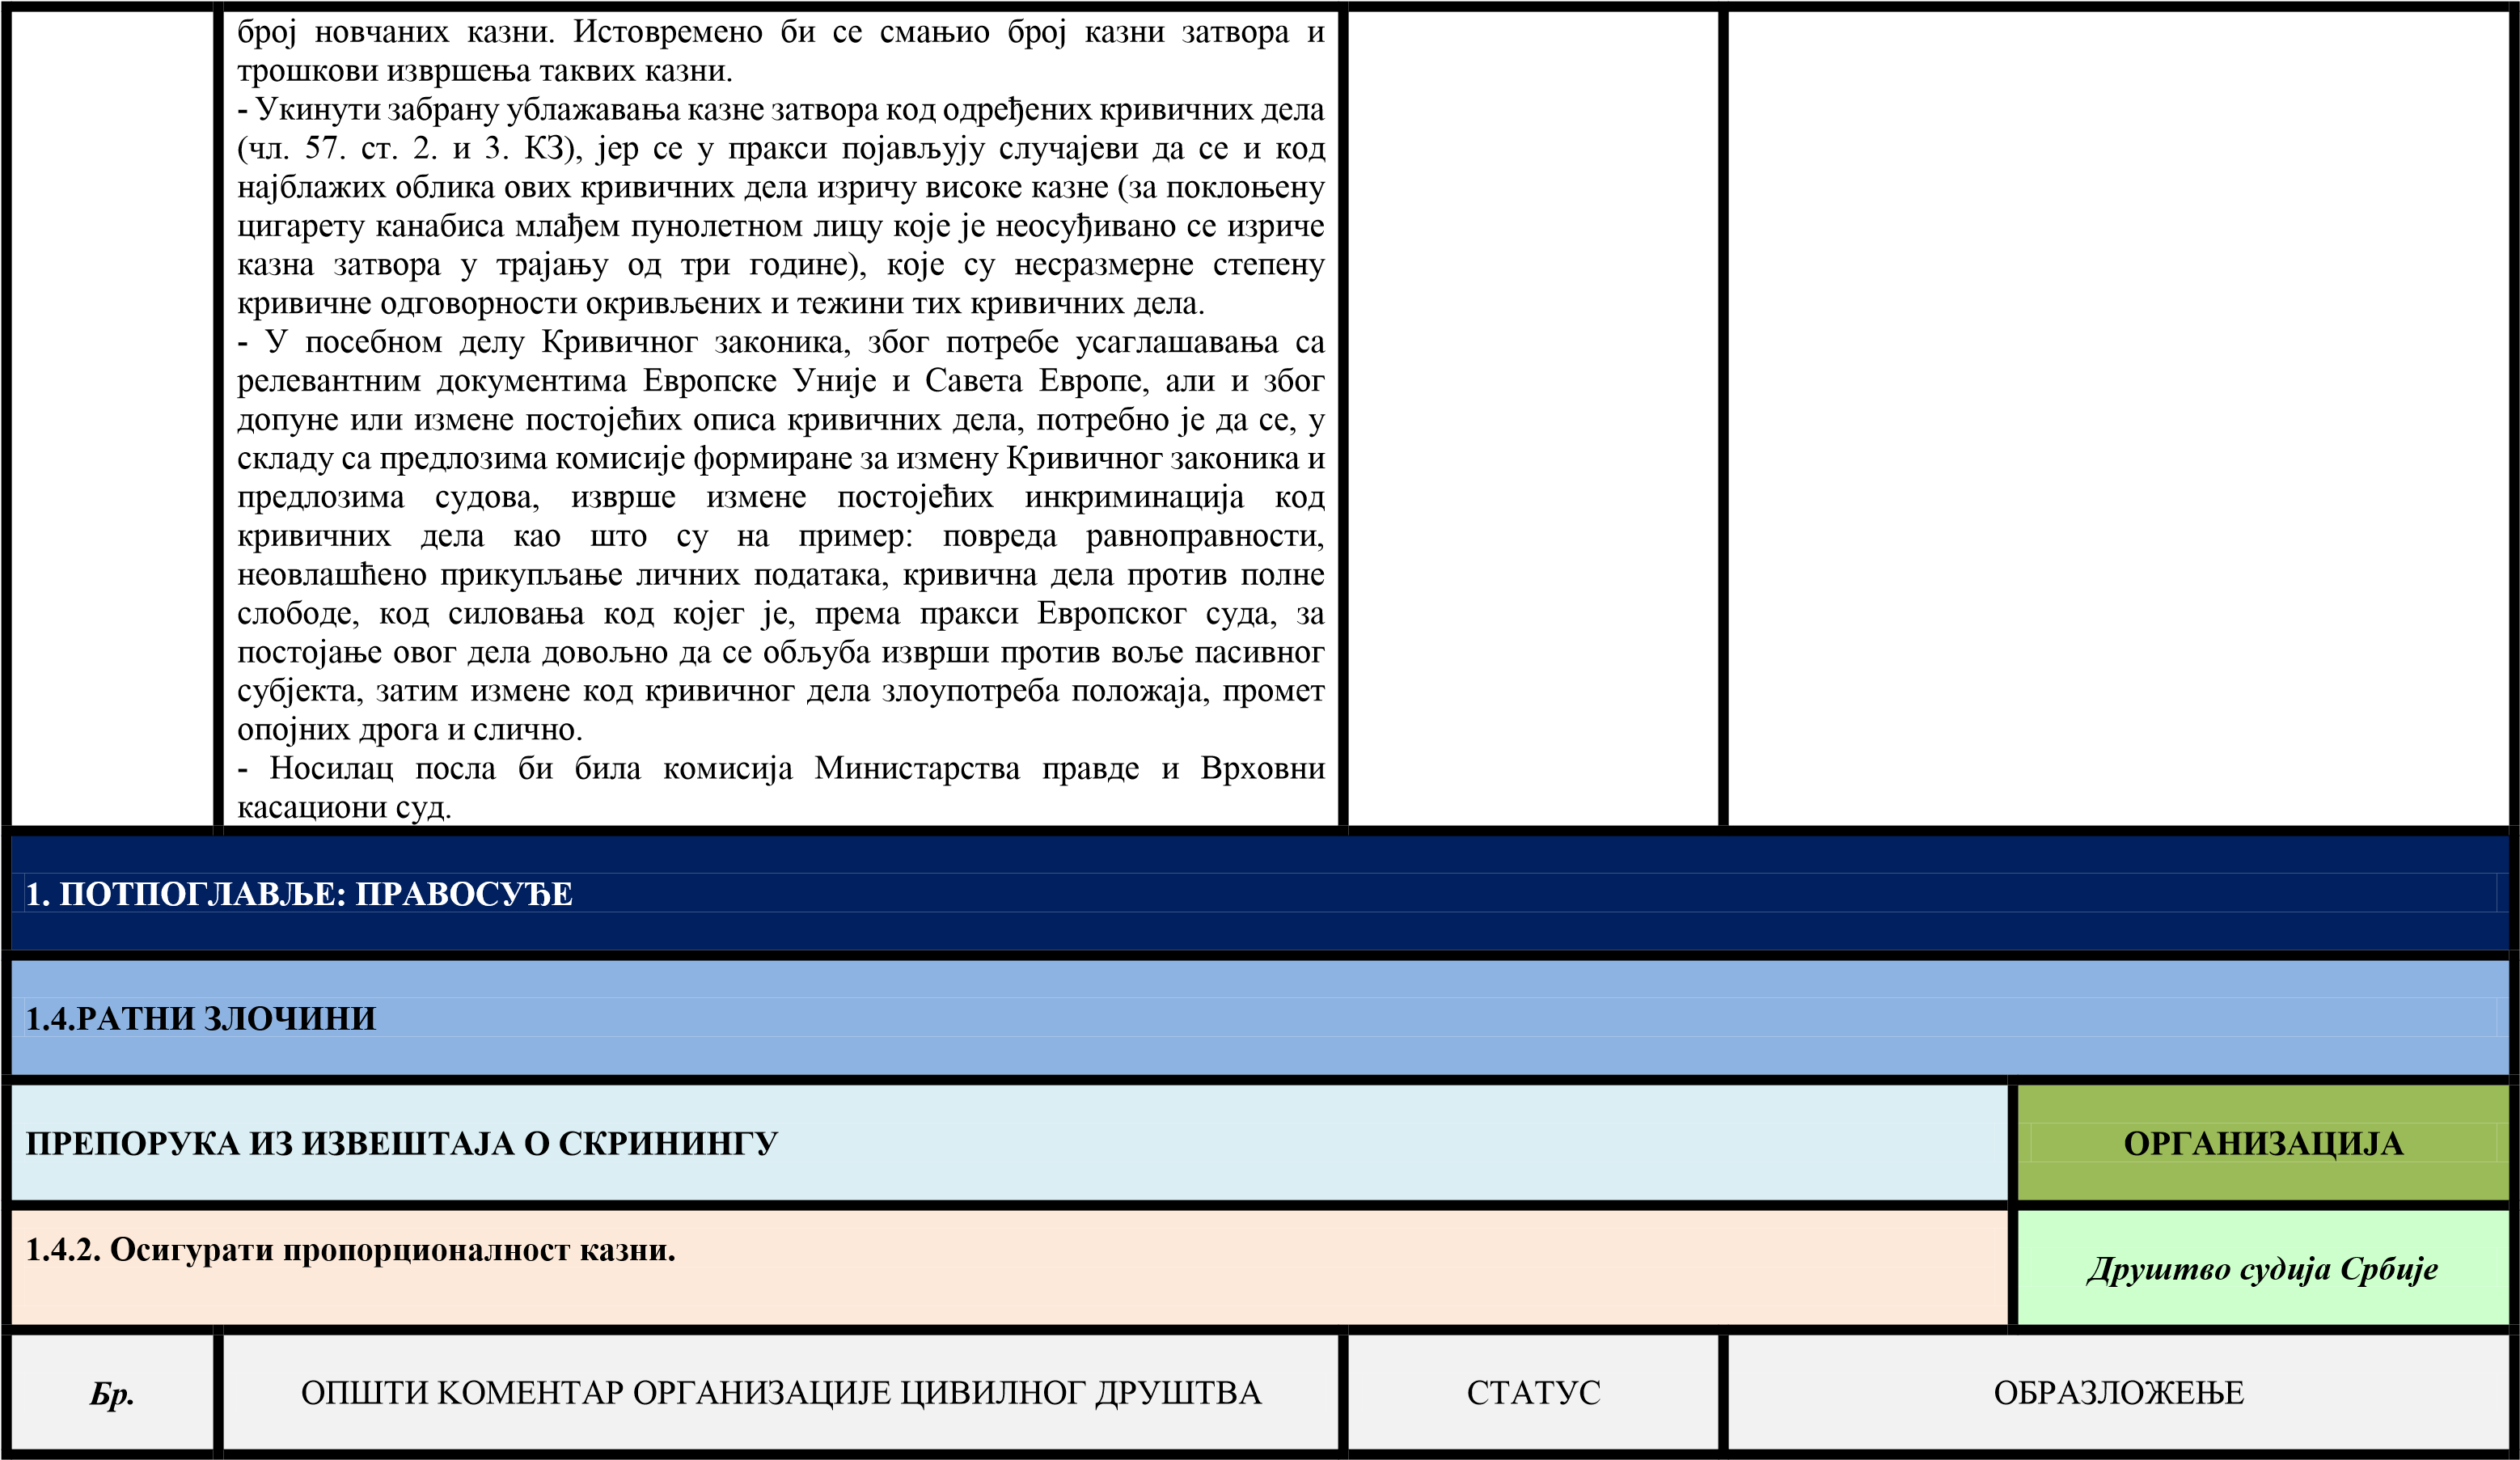 број новчаних казни. Истовремено би се смањио број казни затвора и
трошкови извршења таквих казни.
- Укинути забрану ублажавања казне затвора код одређених кривичних дела
(чл. 57. ст. 2. и 3. КЗ), јер се у пракси појављују случајеви да се и код
најблажих облика ових кривичних дела изричу високе казне (за поклоњену
цигарету канабиса млађем пунолетном лицу које је неосуђивано се изриче
казна затвора у трајању од три године), које су несразмерне степену
кривичне одговорности окривљених и тежини тих кривичних дела.
- У посебном делу Кривичног законика, због потребе усаглашавања са
релевантним документима Европске Уније и Савета Европе, али и због
допуне или измене постојећих описа кривичних дела, потребно је да се, у
складу са предлозима комисије формиране за измену Кривичног законика и
предлозима судова, изврше измене постојећих инкриминација код
кривичних дела као што су на пример: повреда равноправности,
неовлашћено прикупљање личних података, кривична дела против полне
слободе, код силовања код којег је, према пракси Европског суда, за
постојање овог дела довољно да се обљуба изврши против воље пасивног
субјекта, затим измене код кривичног дела злоупотреба положаја, промет
опојних дрога и слично.
- Носилац посла би била комисија Министарства правде и Врховни
касациони суд.
1. ПОТПОГЛАВЉЕ: ПРАВОСУЂЕ
1.4.РАТНИ ЗЛОЧИНИ
ПРЕПОРУКА ИЗ ИЗВЕШТАЈА О СКРИНИНГУ
ОРГАНИЗАЦИЈА
1.4.2. Осигурати пропорционалност казни.
Друштво судија Србије
Бр.
ОПШТИ КОМЕНТАР ОРГАНИЗАЦИЈЕ ЦИВИЛНОГ ДРУШТВА
СТАТУС
ОБРАЗЛОЖЕЊЕ